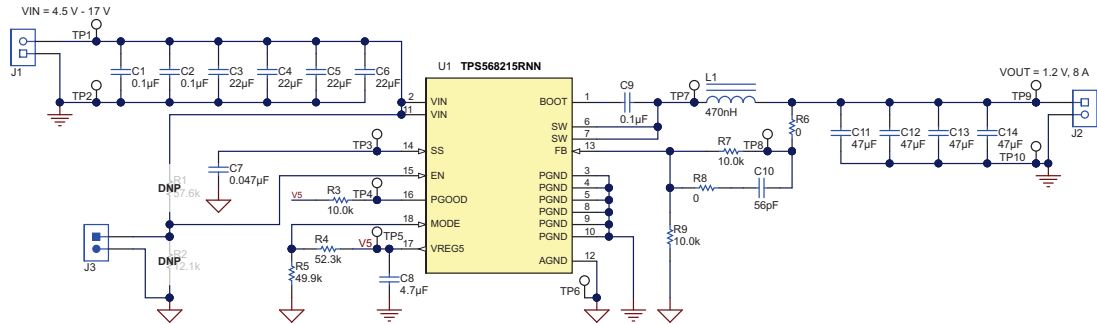 VIN = 4.5 V - 17 V
TP1
J1
TP2
C1
0.1µF
C2
0.1µF
C3
22µF
C4
22µF
C5
22µF
C6
22µF
U1 TPS568215RNN
2 VIN
11 VIN
14 SS
15 EN
16 PGOOD
18 MODE
17 VREG5
BOOT 1
SW 6
SW 7
FB 13
PGND 3
PGND 4
PGND 5
PGND 8
PGND 9
PGND 10
AGND 12
TP3
C7
0.047µF
R1
DNP
57.6k
V5
R3
10.0k
TP4
R4
52.3k
V5
TP5
R5
49.9k
C8
4.7µF
J3
R2
DNP
12.1k
C9
0.1µF
TP7
L1
470nH
R6
0
R7
10.0k
TP8
R8
0
C10
56pF
R9
10.0k
TP6
C11
47µF
C12
47µF
C13
47µF
C14
47µF
VOUT = 1.2 V, 8 A
TP9
J2
TP10